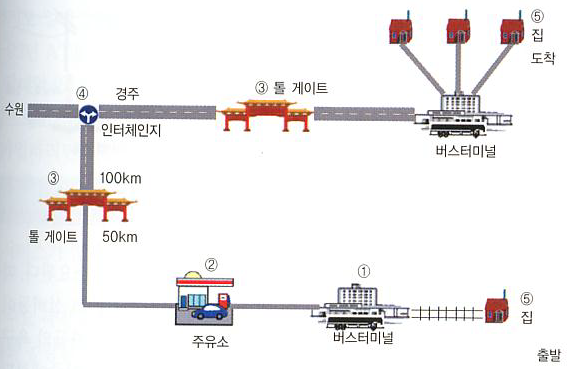 ⑤
집
도착
④
경주
③ 톨 게이트
수원
인터체인지
버스터미널
③
100km
톨 게이트
50km
②
①
⑤
집
주유소
버스터미널
출발